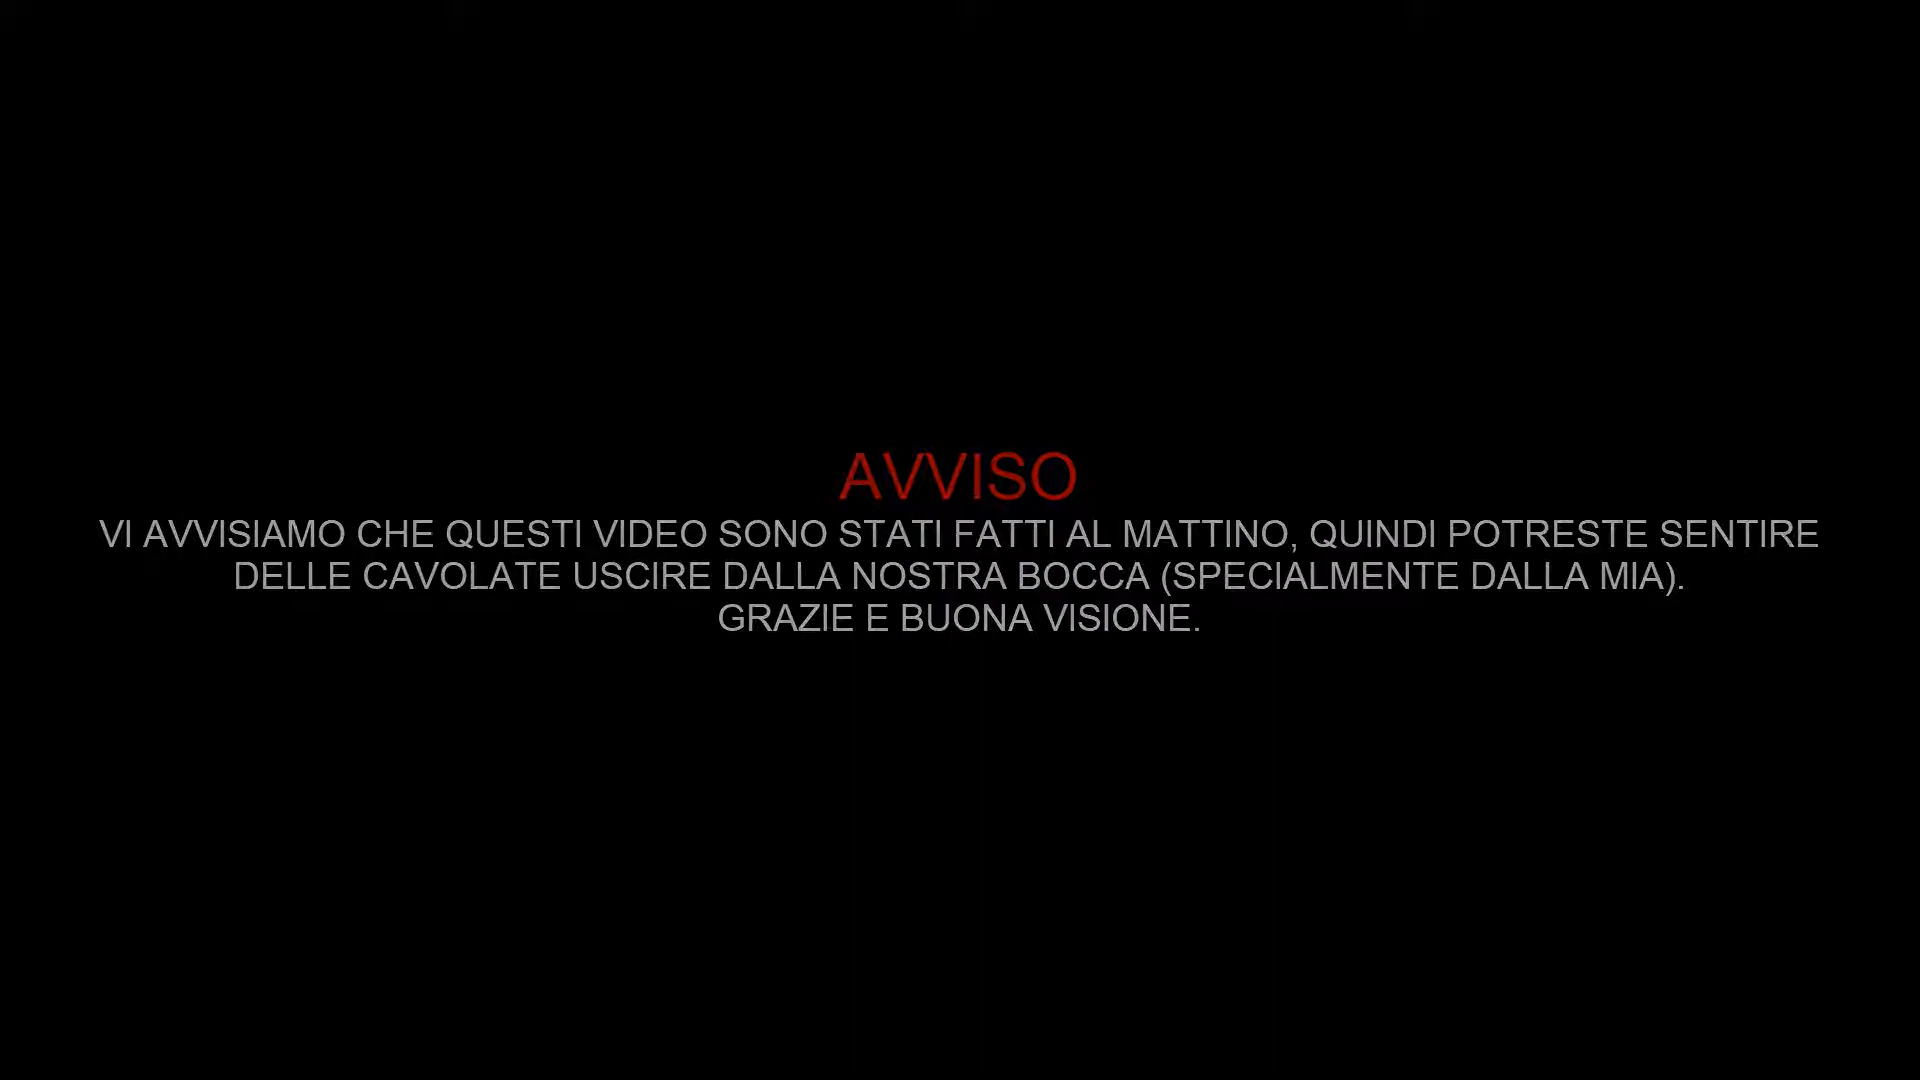 AVVISO
VI AVVISIAMO CHE QUESTI VIDEO SONO STATI FATTI AL MATTINO, QUINDI POTRESTE SENTIRE
DELLE CAVOLATE USCIRE DALLA NOSTRA BOCCA (SPECIALMENTE DALLA MIA).
GRAZIE E BUONA VISIONE.